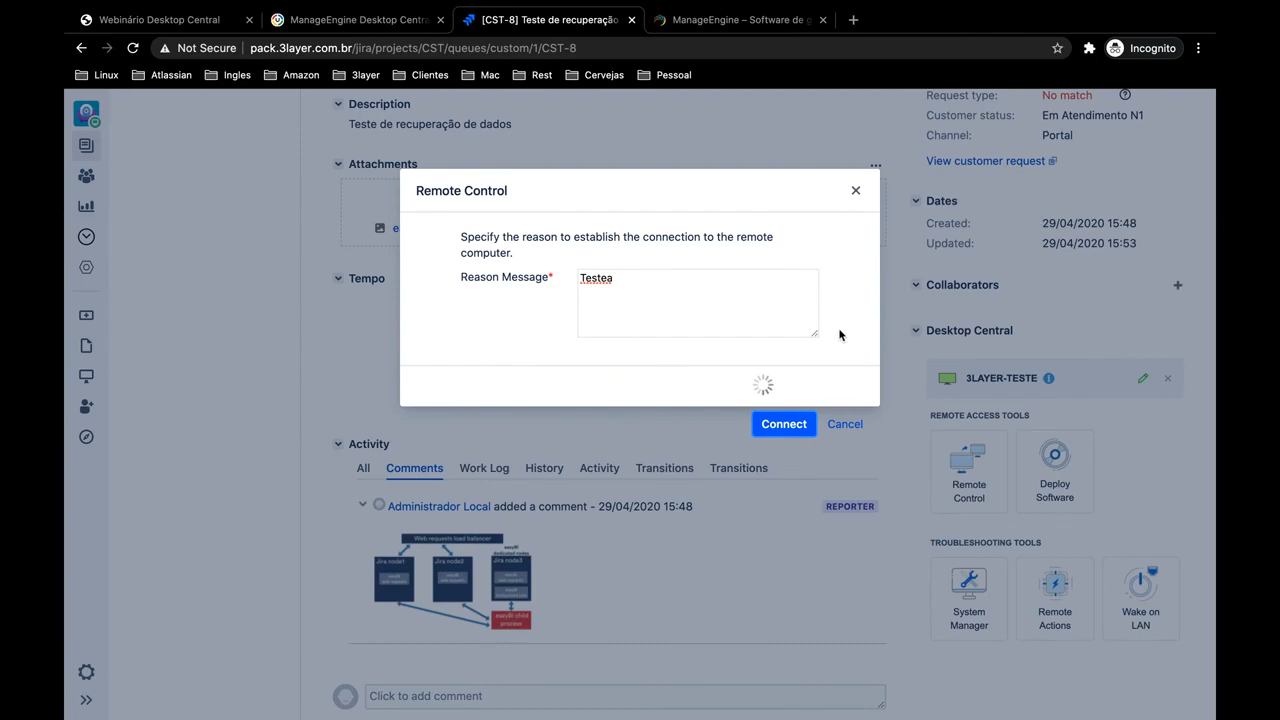 Webinário Desktop Central
ManageEngine Desktop Centra
[CST-8] Teste de recuperação
ManageEngine – Software de g
Not Secure
pack.3layer.com.br/jira/projects/CST/queues/custom/1/CST-8
Incognito
Linux
Atlassian
Ingles
Amazon
3layer
Clientes
Mac
Rest
Cervejas
Pessoal
Description
Teste de recuperação de dados
Attachments
e
Tempo
Remote Control
Specify the reason to establish the connection to the remote
computer.
Reason Message*
Testea
Connect
Cancel
Activity
All
Comments
Work Log
History
Activity
Transitions
Transitions
Administrador Local added a comment - 29/04/2020 15:48
REPORTER
Web requests load balancer
Jira node1
Jira node2
easyBI
dedicated nodes
Jira node3
easyBI child
process
Click to add comment
Request type: No match
Customer status: Em Atendimento N1
Channel: Portal
View customer request
Dates
Created: 29/04/2020 15:48
Updated: 29/04/2020 15:53
Collaborators
Desktop Central
3LAYER-TESTE
REMOTE ACCESS TOOLS
Remote
Control
Deploy
Software
TROUBLESHOOTING TOOLS
System
Manager
Remote
Actions
Wake on
LAN